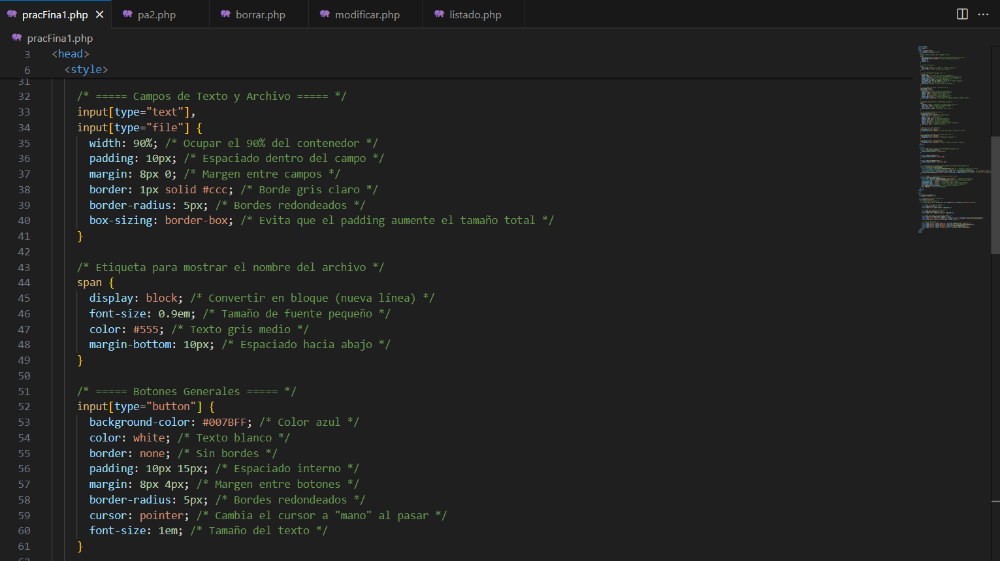 pracFina1.php pa2.php borrar.php modificar.php listado.php
pracFina1.php
3 <head>
6 <style>
31
32 /* ===== Campos de Texto y Archivo ===== */
33 input[type="text"],
34 input[type="file"] {
35 width: 90%; /* Ocupar el 90% del contenedor */
36 padding: 10px; /* Espaciado dentro del campo */
37 margin: 8px 0; /* Margen entre campos */
38 border: 1px solid #ccc; /* Borde gris claro */
39 border-radius: 5px; /* Bordes redondeados */
40 box-sizing: border-box; /* Evita que el padding aumente el tamaño total */
41 }
42
43 /* Etiqueta para mostrar el nombre del archivo */
44 span {
45 display: block; /* Convertir en bloque (nueva línea) */
46 font-size: 0.9em; /* Tamaño de fuente pequeño */
47 color: #555; /* Texto gris medio */
48 margin-bottom: 10px; /* Espaciado hacia abajo */
49 }
50
51 /* ===== Botones Generales ===== */
52 input[type="button"] {
53 background-color: #007BFF; /* Color azul */
54 color: white; /* Texto blanco */
55 border: none; /* Sin bordes */
56 padding: 10px 15px; /* Espaciado interno */
57 margin: 8px 4px; /* Margen entre botones */
58 border-radius: 5px; /* Bordes redondeados */
59 cursor: pointer; /* Cambia el cursor a "mano" al pasar */
60 font-size: 1em; /* Tamaño del texto */
61 }